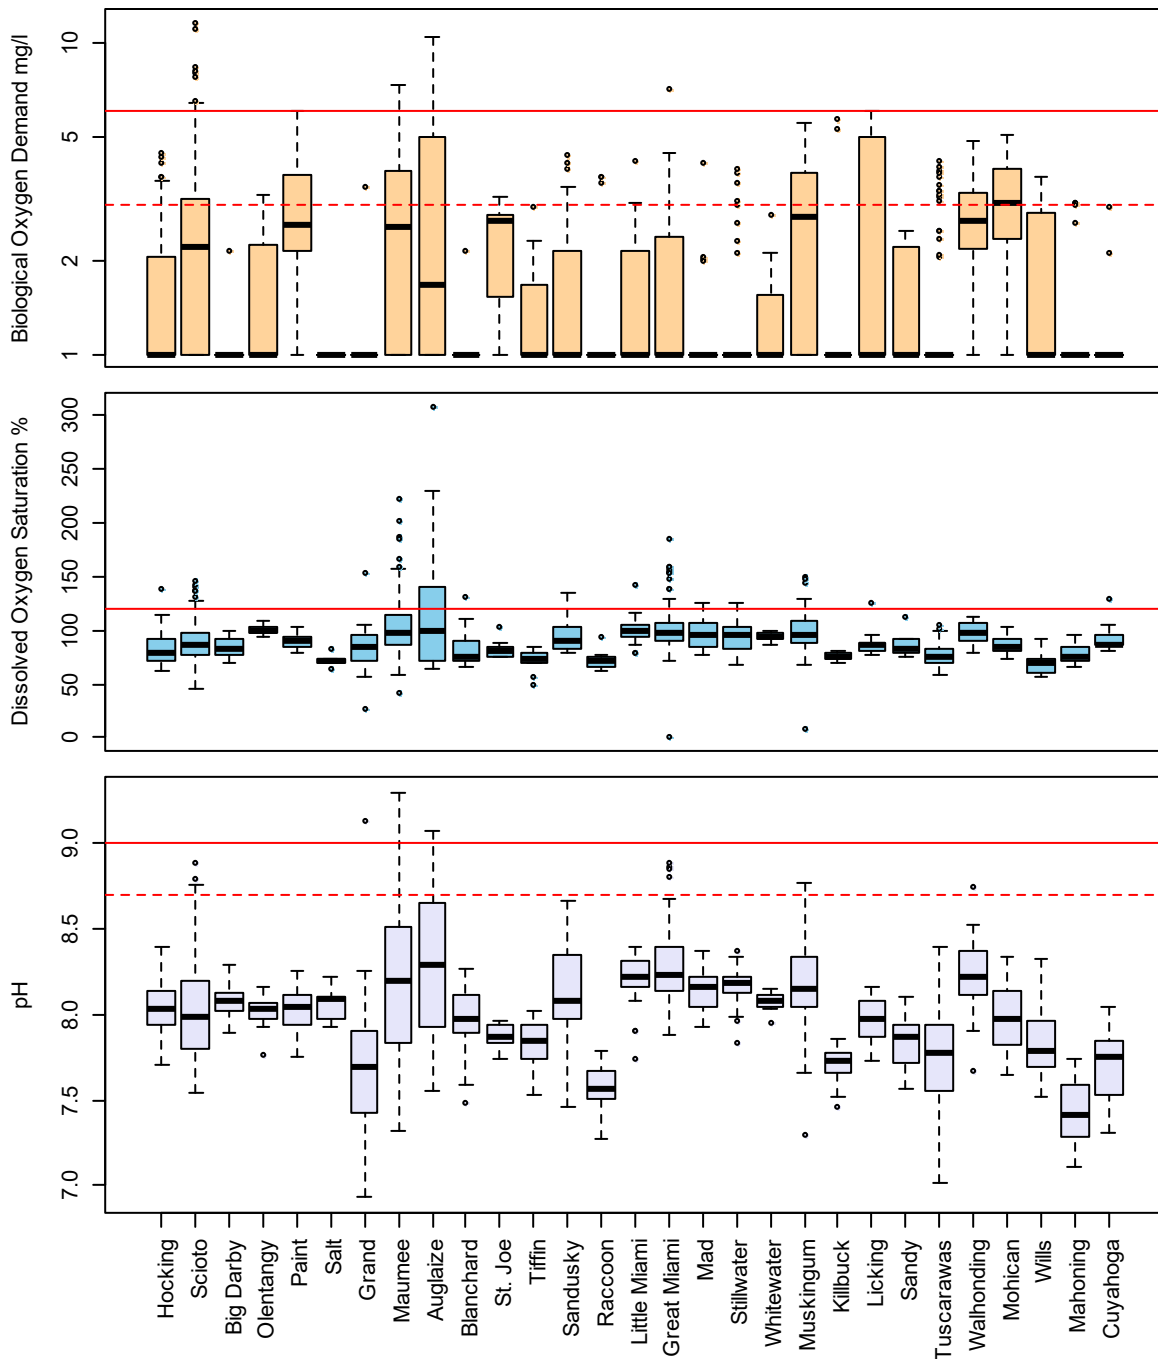 Biological Oxygen Demand mg/l
10
5
2
1
Dissolved Oxygen Saturation %
300
250
200
150
100
50
0
pH
9.0
8.5
8.0
7.5
7.0
Hocking
Scioto
Big Darby
Olentangy
Paint
Salt
Grand
Maumee
Auglaize
Blanchard
St. Joe
Tiffin
Sandusky
Raccoon
Little Miami
Great Miami
Mad
Stillwater
Whitewater
Muskingum
Killbuck
Licking
Sandy
Tuscarawas
Walhonding
Mohican
Wills
Mahoning
Cuyahoga